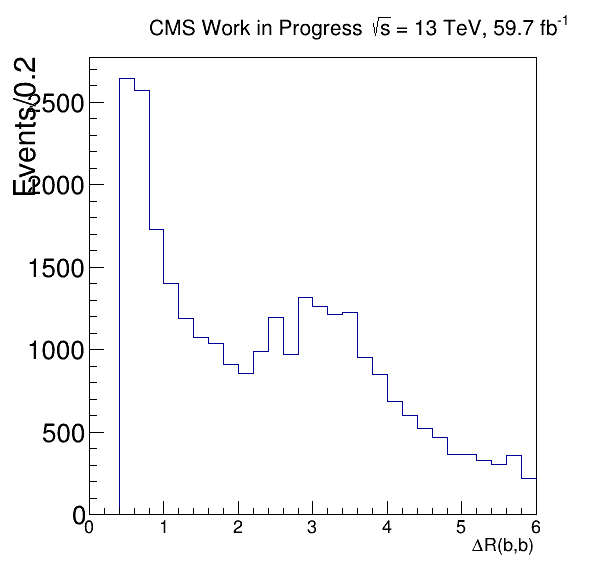 CMS Work in Progress √s = 13 TeV, 59.7 fb⁻¹
Events/0.2
2500
2000
1500
1000
500
0
0 1 2 3 4 5 6
ΔR(b,b)